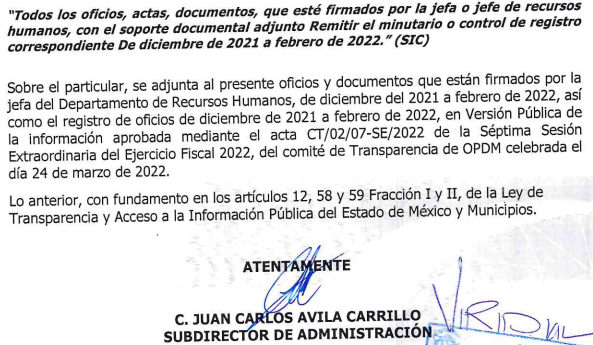 "Todos los oficios, actas, documentos, que esté firmados por la jefa o jefe de recursos
humanos, con el soporte documental adjunto Remitir el minutario o control de registro
correspondiente De diciembre de 2021 a febrero de 2022." (SIC)
Sobre el particular, se adjunta al presente oficios y documentos que están firmados por la
jefa del Departamento de Recursos Humanos, de diciembre del 2021 a febrero de 2022, así
como el registro de oficios de diciembre de 2021 a febrero de 2022, en Versión Pública de
la información aprobada mediante el acta CT/02/07-SE/2022 de la Séptima Sesión
Extraordinaria del Ejercicio Fiscal 2022, del comité de Transparencia de OPDM celebrada el
día 24 de marzo de 2022.
Lo anterior, con fundamento en los artículos 12, 58 y 59 Fracción I y II, de la Ley de
Transparencia y Acceso a la Información Pública del Estado de México y Municipios.
ATENTAMENTE
C. JUAN CARLOS AVILA CARRILLO
SUBDIRECTOR DE ADMINISTRACIÓN